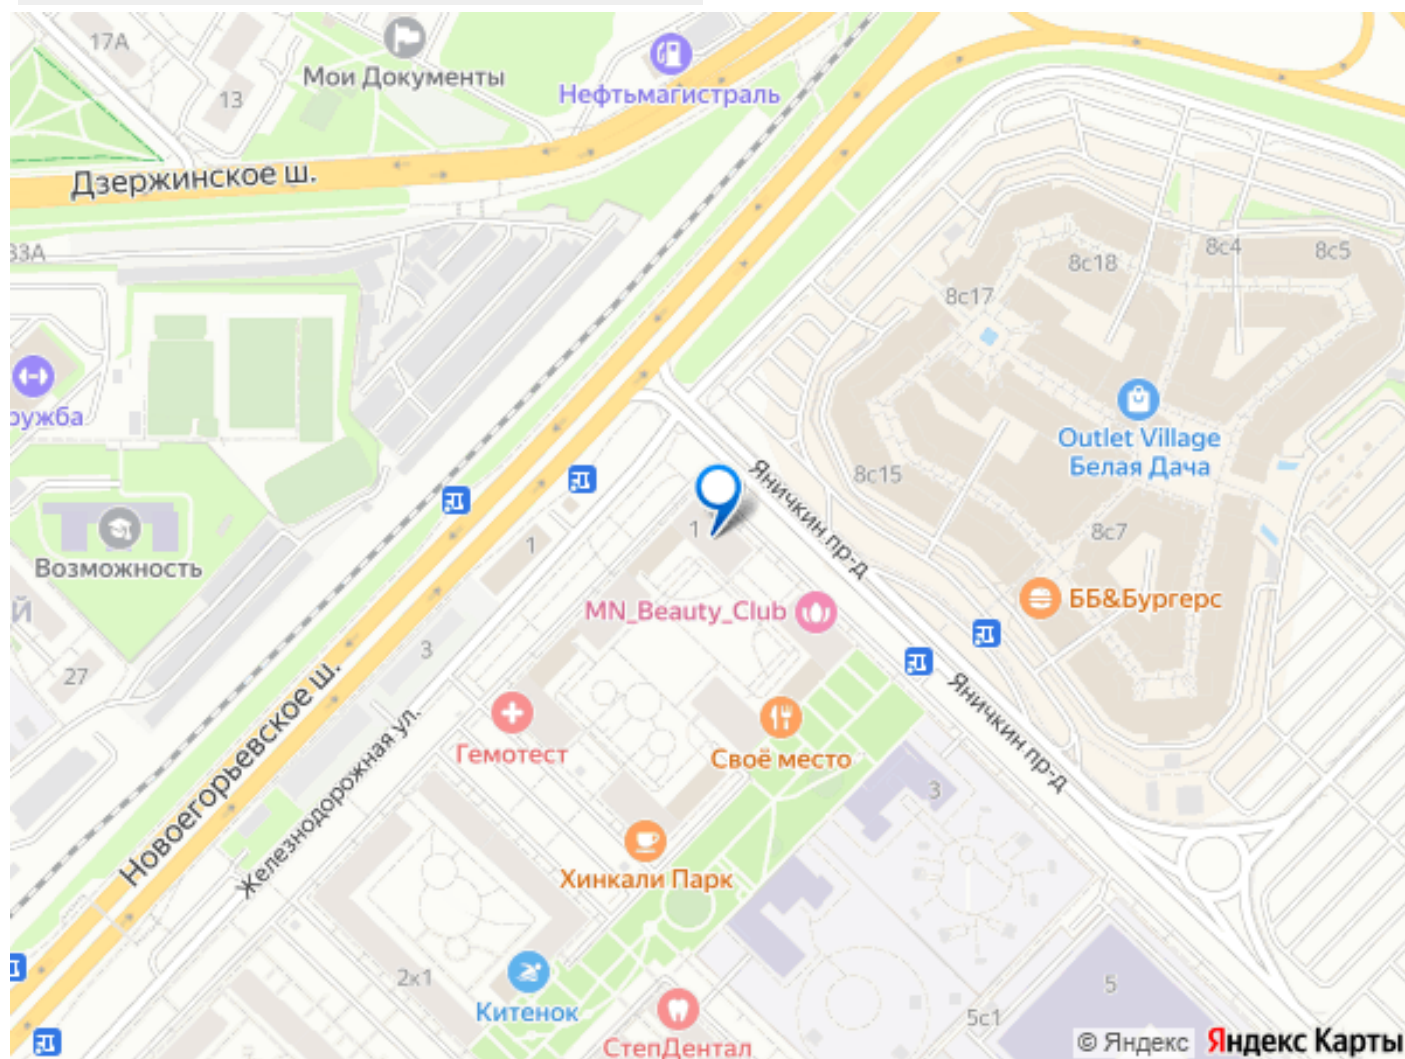 17А
Мои Документы
13
Нефтьмагистраль
Дзержинское ш.
33А
8с4
8с5
8с18
8с17
ружба
Outlet Village
Белая Дача
8с15
Яничкин пр-д
1
1
8с7
Возможность
Й
MN_Beauty_Club
ББ&Бургерс
3
27
Новоегорьевское ш.
Железнодорожная ул.
Яничкин пр-д
Гемотест
Своё место
3
Хинкали Парк
2к1
Китенок
5
5с1
СтепДентал
© Яндекс
Яндекс Карты